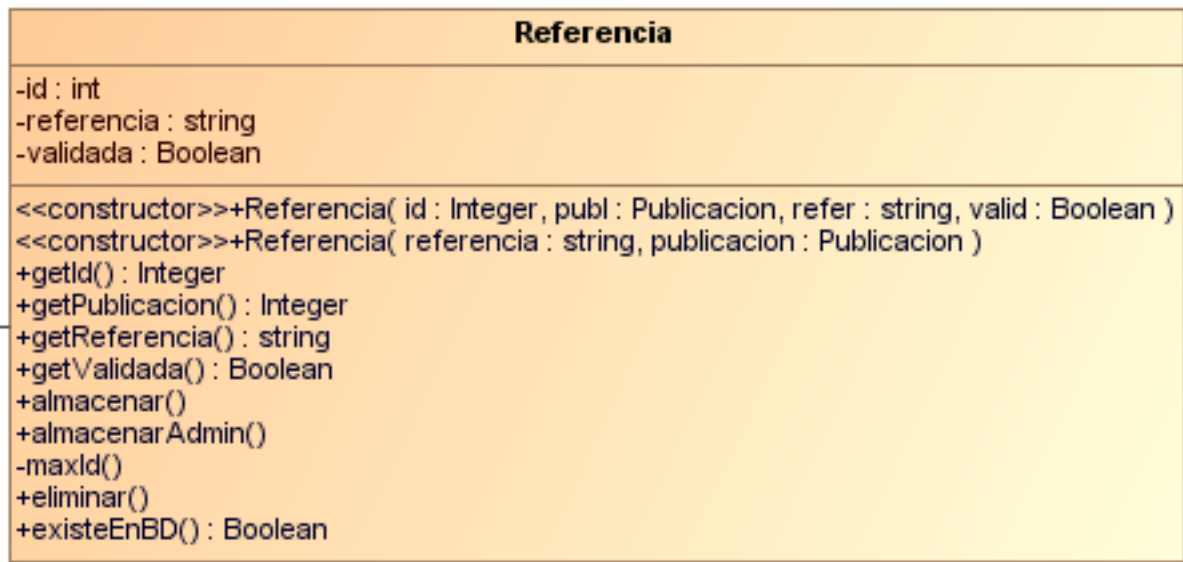 Referencia
-id : int
-referencia : string
-validada : Boolean
<<constructor>>+Referencia( id : Integer, publ : Publicacion, refer : string, valid : Boolean )
<<constructor>>+Referencia( referencia : string, publicacion : Publicacion )
+getId() : Integer
+getPublicacion() : Integer
+getReferencia() : string
+getValidada() : Boolean
+almacenar()
+almacenarAdmin()
-maxId()
+eliminar()
+existeEnBD() : Boolean